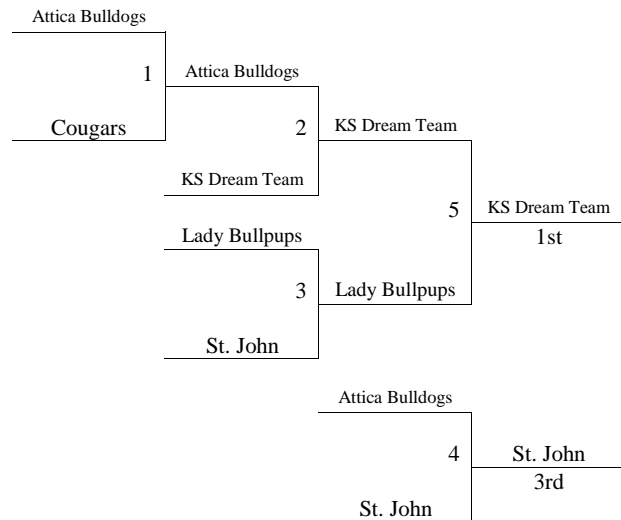 Attica Bulldogs
1
Attica Bulldogs
Cougars
2
KS Dream Team
KS Dream Team
5
KS Dream Team
1st
Lady Bullpups
3
Lady Bullpups
St. John
Attica Bulldogs
4
St. John
3rd
St. John